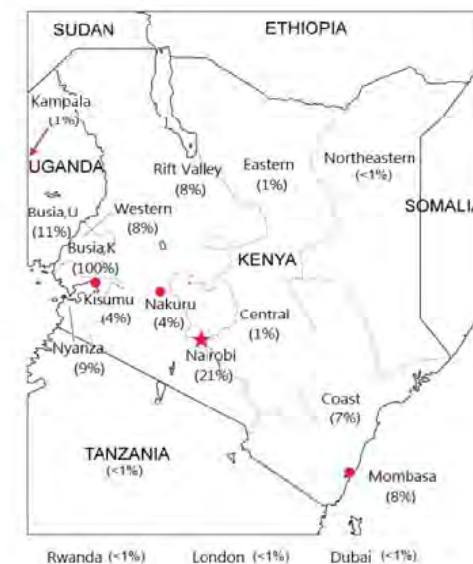 SUDAN
ETHIOPIA
Kampala
(1%)
UGANDA
Rift Valley
(8%)
Eastern
(1%)
Northeastern
(<1%)
SOMALIA
Busia,U
(11%)
Western
(8%)
Busia,K
(100%)
KENYA
Kisumu
(4%)
Nakuru
(4%)
Central
(1%)
Nyanza
(9%)
Nairobi
(21%)
Coast
(7%)
TANZANIA
(<1%)
Mombasa
(8%)
Rwanda (<1%) London (<1%) Dubai (<1%)